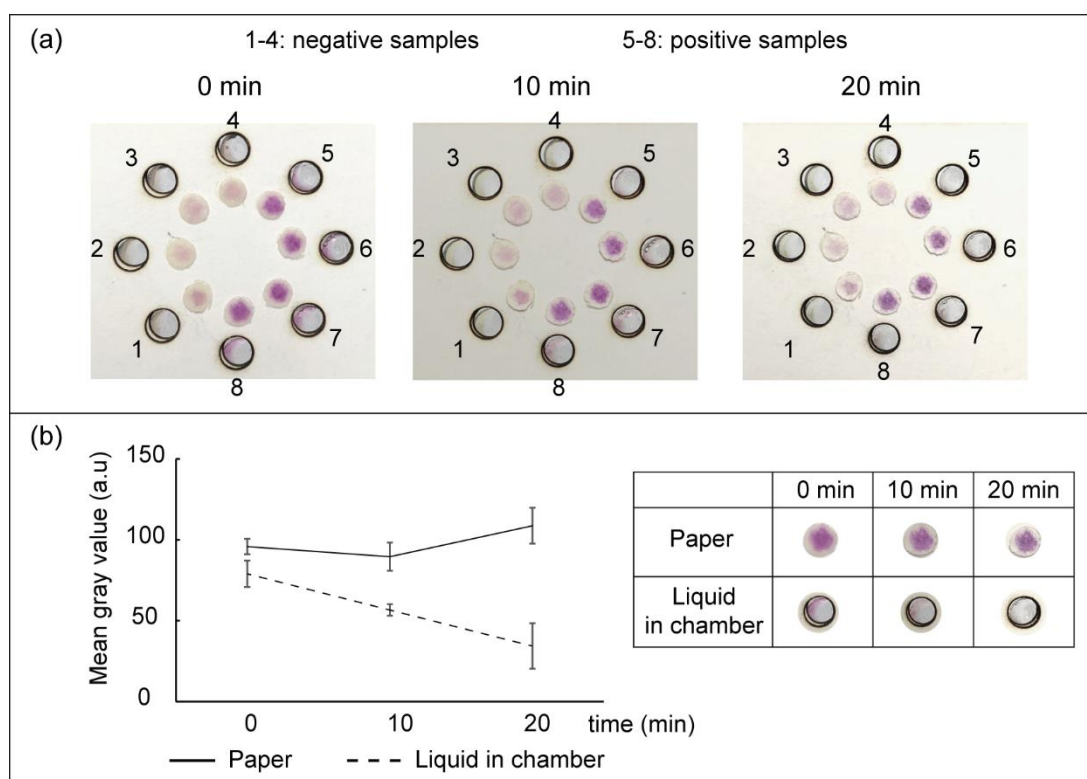 (a)
1-4: negative samples 5-8: positive samples
0 min 10 min 20 min
4
3 5
2 6
1 7
8
4
3 5
2 6
1 7
8
4
3 5
2 6
1 7
8
(b)
Mean gray value (a.u)
150
100
50
0
0 10 20 time (min)
Paper Liquid in chamber
0 min 10 min 20 min
Paper
Liquid
in chamber